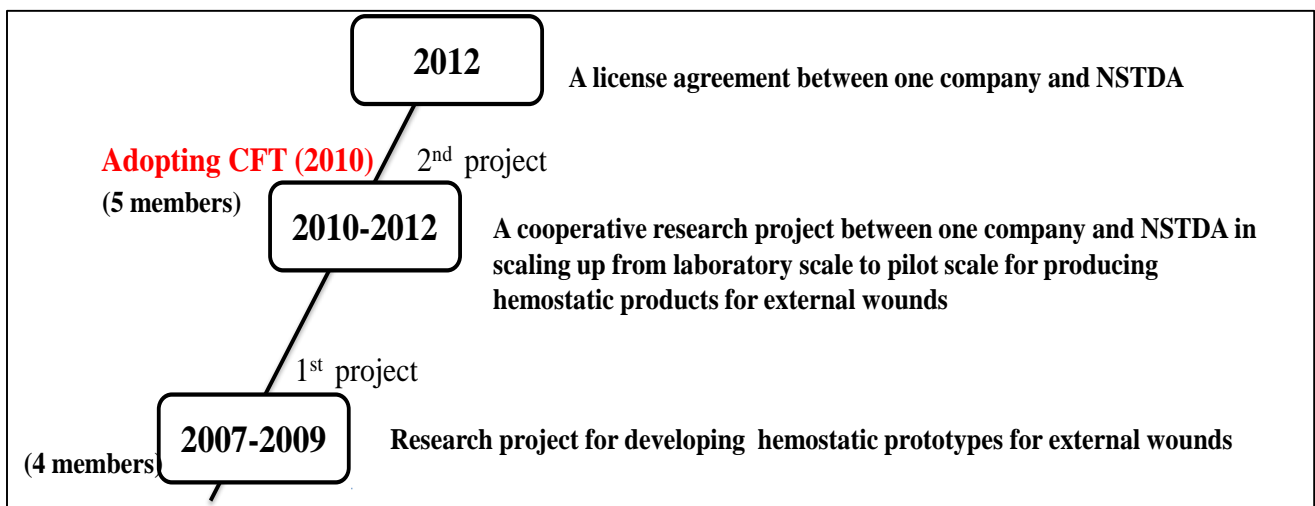 2012
A license agreement between one company and NSTDA
Adopting CFT (2010)
2nd project
(5 members)
2010-2012
A cooperative research project between one company and NSTDA in
scaling up from laboratory scale to pilot scale for producing
hemostatic products for external wounds
1st project
2007-2009
Research project for developing hemostatic prototypes for external wounds
(4 members)